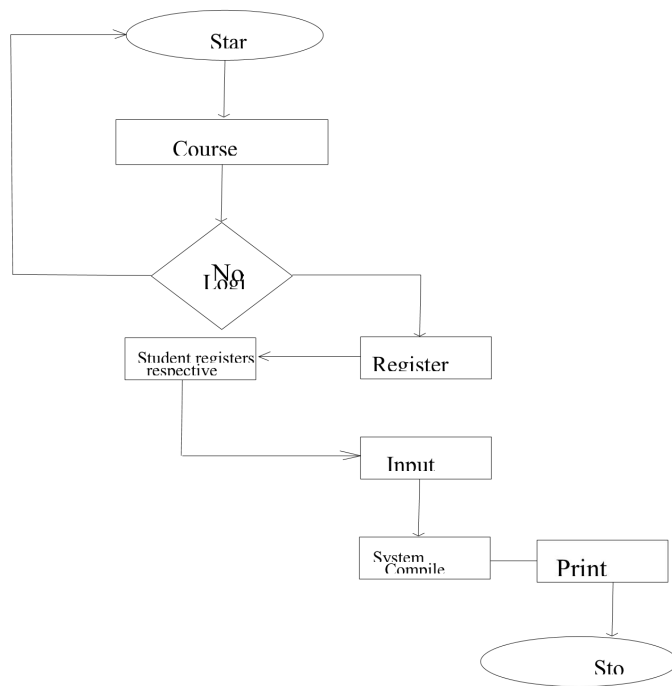 Star
Course
No
Logi
Student registers
respective
Register
Input
System
Compile
Print
Sto